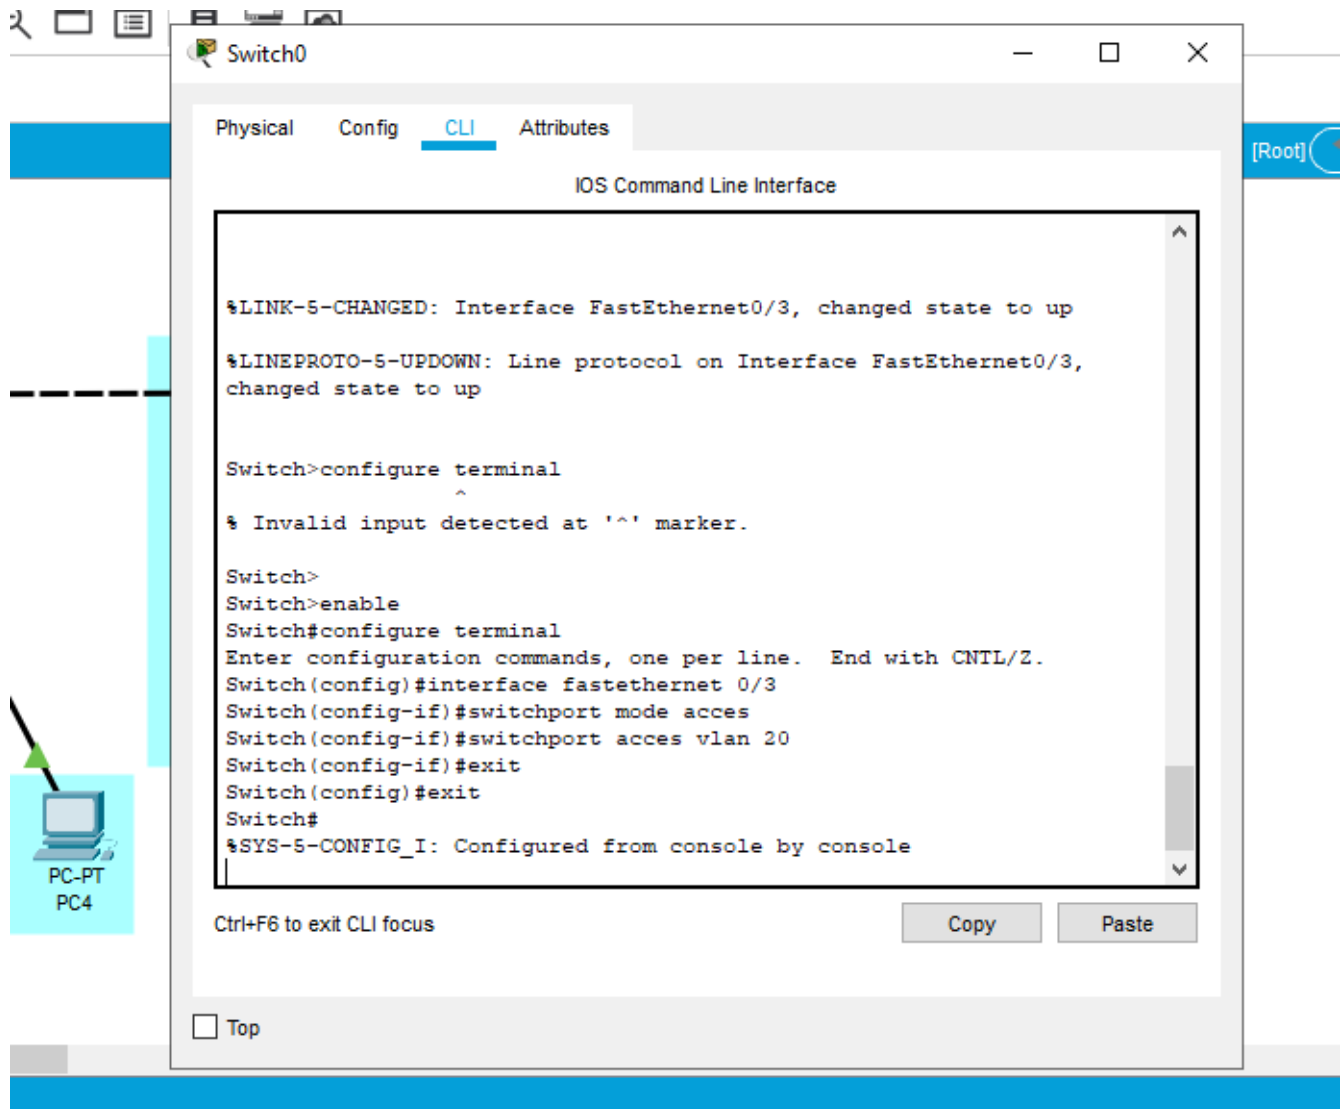 Switch0
Physical Config CLI Attributes
[Root]
IOS Command Line Interface
%LINK-5-CHANGED: Interface FastEthernet0/3, changed state to up
%LINEPROTO-5-UPDOWN: Line protocol on Interface FastEthernet0/3,
changed state to up
Switch>configure terminal
^
% Invalid input detected at '^' marker.
Switch>
Switch>enable
Switch#configure terminal
Enter configuration commands, one per line.  End with CNTL/Z.
Switch(config)#interface fastethernet 0/3
Switch(config-if)#switchport mode acces
Switch(config-if)#switchport acces vlan 20
Switch(config-if)#exit
Switch(config)#exit
Switch#
%SYS-5-CONFIG_I: Configured from console by console
PC-PT
PC4
Ctrl+F6 to exit CLI focus
Copy Paste
Top